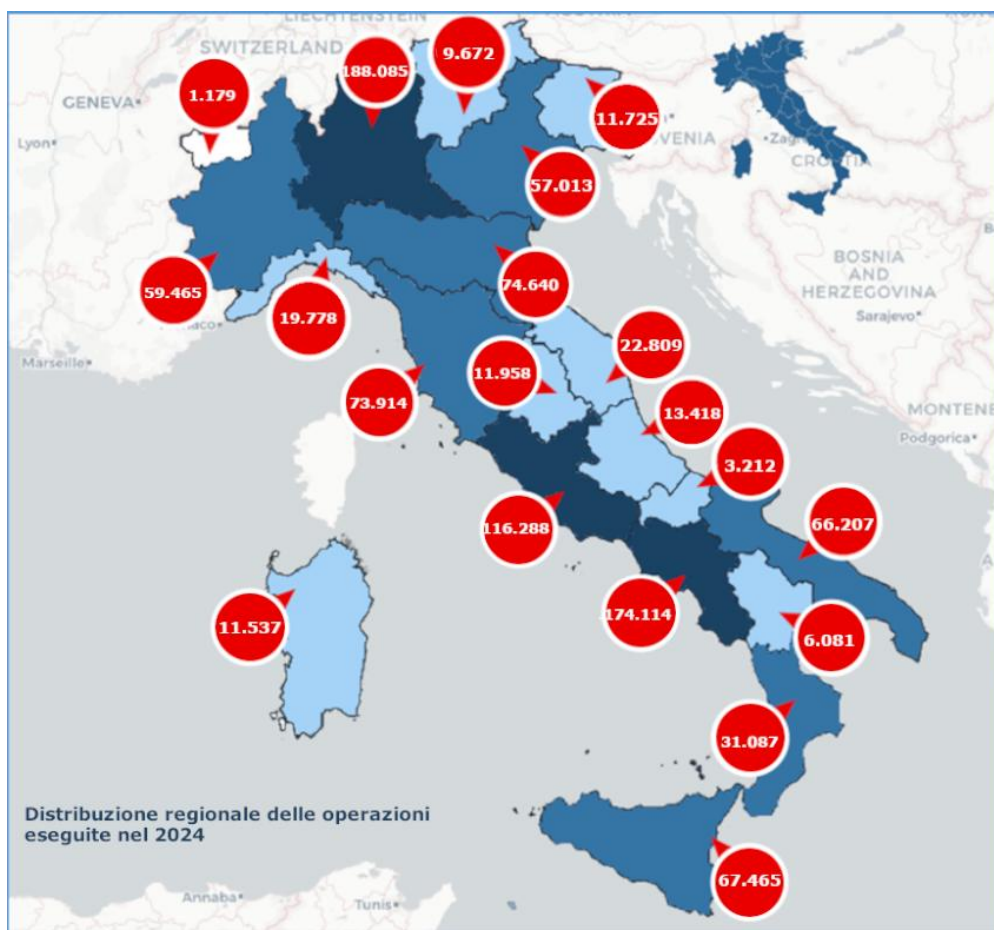 LIECHTENSTEIN
SWITZERLAND
9.672
188.085
GENEVA
1.179
11.725
VENIA
Lyon
CROATIA
57.013
BOSNIA
AND
HERZEGOVINA
Sarajevo
59.465
74.640
19.778
Marseille
22.809
11.958
73.914
13.418
MONTENE
Podgorica
3.212
116.288
66.207
174.114
11.537
6.081
31.087
Distribuzione regionale delle operazioni
eseguite nel 2024
67.465
Annaba
Tunis